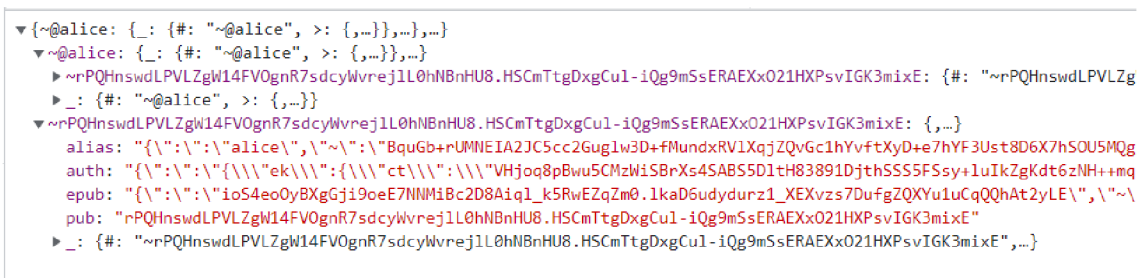 ▼{~@alice: {_: {#: "~@alice", >: {,…}},…},…}
▼~@alice: {_: {#: "~@alice", >: {,…}},…}
▶~rPQHnswdLPVLZgW14FVOgnR7sdcyWvrejlL0hNBnHU8.HSCmTtgDxgCul-iQg9mSsERAEXxO21HXPsvIGK3mixE: {#: "~rPQHnswdLPVLZg
▶_: {#: "~@alice", >: {,…}}
▼~rPQHnswdLPVLZgW14FVOgnR7sdcyWvrejlL0hNBnHU8.HSCmTtgDxgCul-iQg9mSsERAEXxO21HXPsvIGK3mixE: {,…}
alias: "{\":\":\"alice\",\"~\":\"BquGb+rUMNEIA2JC5cc2Guglw3D+fMundxRVlXqjZQvGc1hYvftXyD+e7hYF3Ust8D6X7hSOU5MQg
auth: "{\":\":{\\\"ek\\\":{\\\"ct\\\":\\\"VHjoq8pBwu5CMzWiSBrXs4SABS5DltH83891DjthSSS5FSsy+luIkZgKdt6zNH++mq
epub: "{\":\":\"ioS4eoOyBXgGji9oeE7NNMiBc2D8Aiql_k5RwEZqZm0.lkaD6udydurz1_XEXvzs7DufgZQXYu1uCqQQhAt2yLE\",\"~\
pub: "rPQHnswdLPVLZgW14FVOgnR7sdcyWvrejlL0hNBnHU8.HSCmTtgDxgCul-iQg9mSsERAEXxO21HXPsvIGK3mixE"
▶_: {#: "~rPQHnswdLPVLZgW14FVOgnR7sdcyWvrejlL0hNBnHU8.HSCmTtgDxgCul-iQg9mSsERAEXxO21HXPsvIGK3mixE",…}